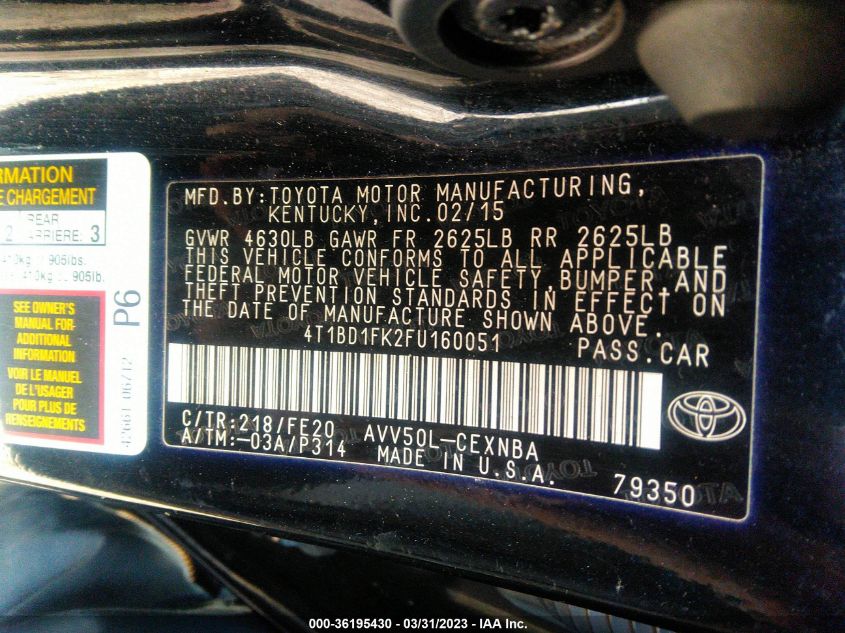 RMATION
E CHARGEMENT
REAR
2 ARRIERE: 3
905lbs.
905lb.
SEE OWNER'S
MANUAL FOR
ADDITIONAL
INFORMATION
VOIR LE MANUEL
DE L'USAGER
POUR PLUS DE
RENSEIGNEMENTS
P6
42661-06712
MFD.BY:TOYOTA MOTOR MANUFACTURING,
KENTUCKY,INC.02/15
GVWR 4630LB GAWR FR 2625LB RR 2625LB
THIS VEHICLE CONFORMS TO ALL APPLICABLE
FEDERAL MOTOR VEHICLE SAFETY,BUMPER,AND
THEFT PREVENTION STANDARDS IN EFFECT ON
THE DATE OF MANUFACTURE SHOWN ABOVE.
4T1BD1FK2FU160051 PASS.CAR
C/TR:218/FE20 AVV50L-CEXNBA
A/TM:-03A/P314 MADE IN U.S.A.
79350
000-36195430 - 03/31/2023 - IAA Inc.